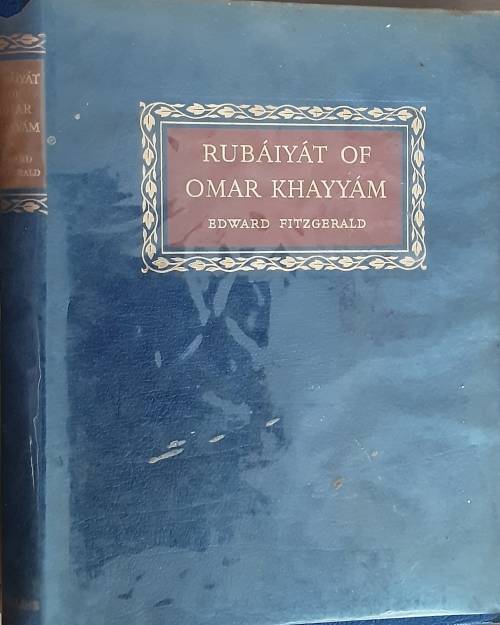 RUBÁIYÁT OF
OMAR KHAYYÁM
EDWARD FITZGERALD